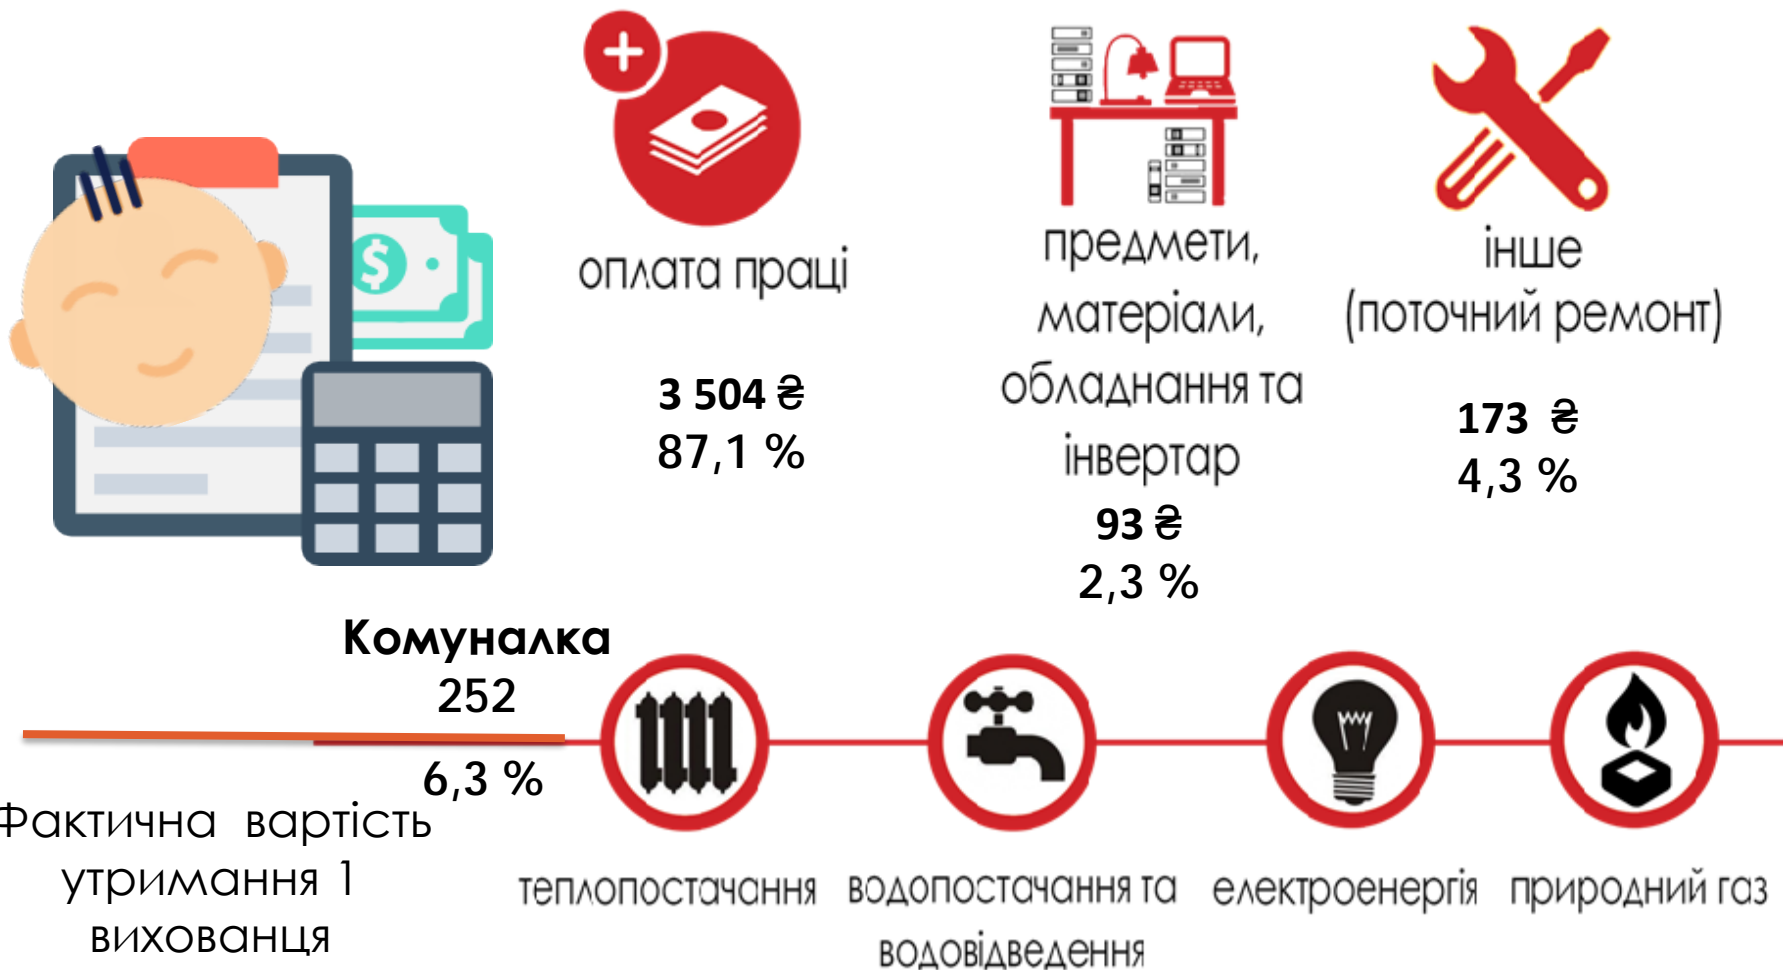 оплата праці
3 504 ₴
87,1 %
предмети,
матеріали,
обладнання та
інвертар
93 ₴
2,3 %
інше
(поточний ремонт)
173 ₴
4,3 %
Комуналка
252
6,3 %
Фактична вартість
утримання 1
вихованця
теплопостачання
водопостачання та
водовідведення
електроенергія
природний газ